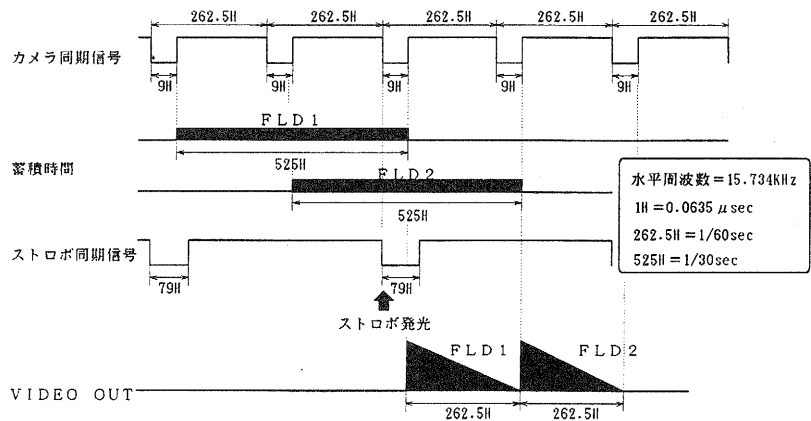 262.5H 262.5H 262.5H 262.5H 262.5H
カメラ同期信号
9H 9H 9H 9H 9H
FLD1
525H
蓄積時間
FLD2
525H
水平周波数=15.734KHz
1H=0.0635μsec
262.5H=1/60sec
525H=1/30sec
ストロボ同期信号
79H 79H
ストロボ発光
FLD1 FLD2
VIDEO OUT
262.5H 262.5H